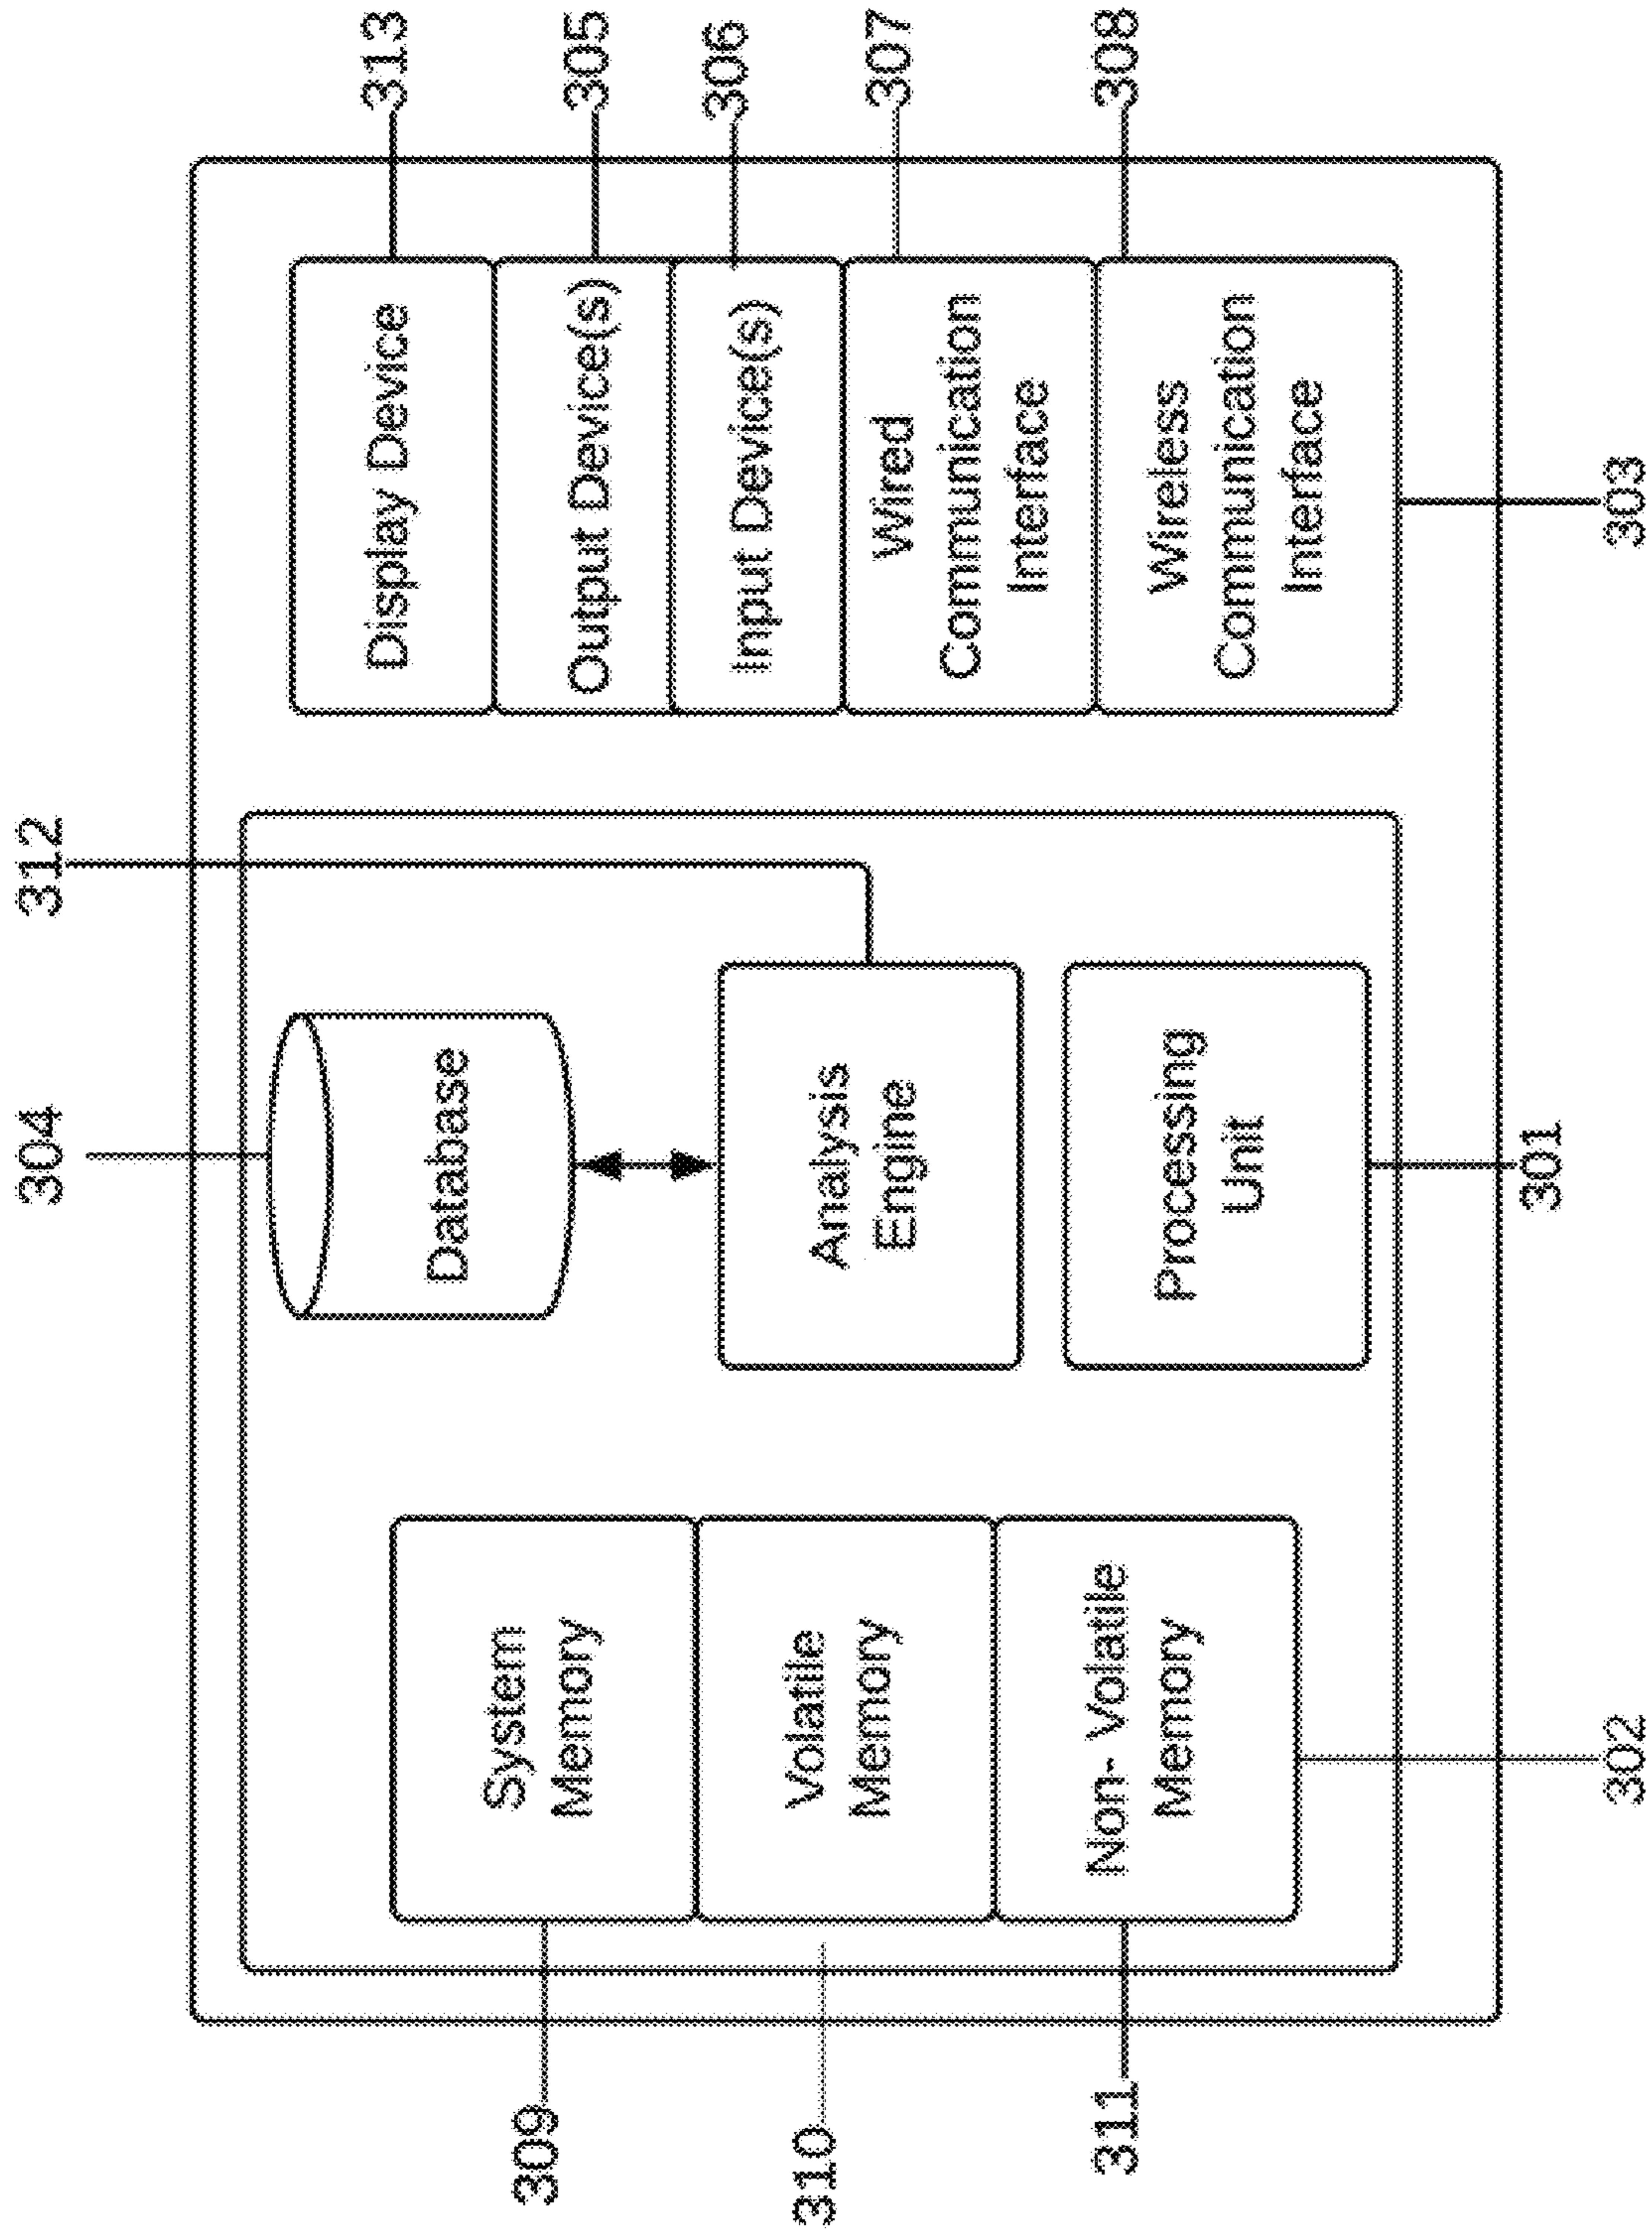 312
304
309
310
311
System
Memory
Volatile
Memory
Non- Volatile
Memory
Database
Analysis
Engine
Processing
Unit
Display Device
Output Device(s)
Input Device(s)
Wired
Communication
Interface
Wireless
Communication
Interface
313
305
306
307
308
302
301
303